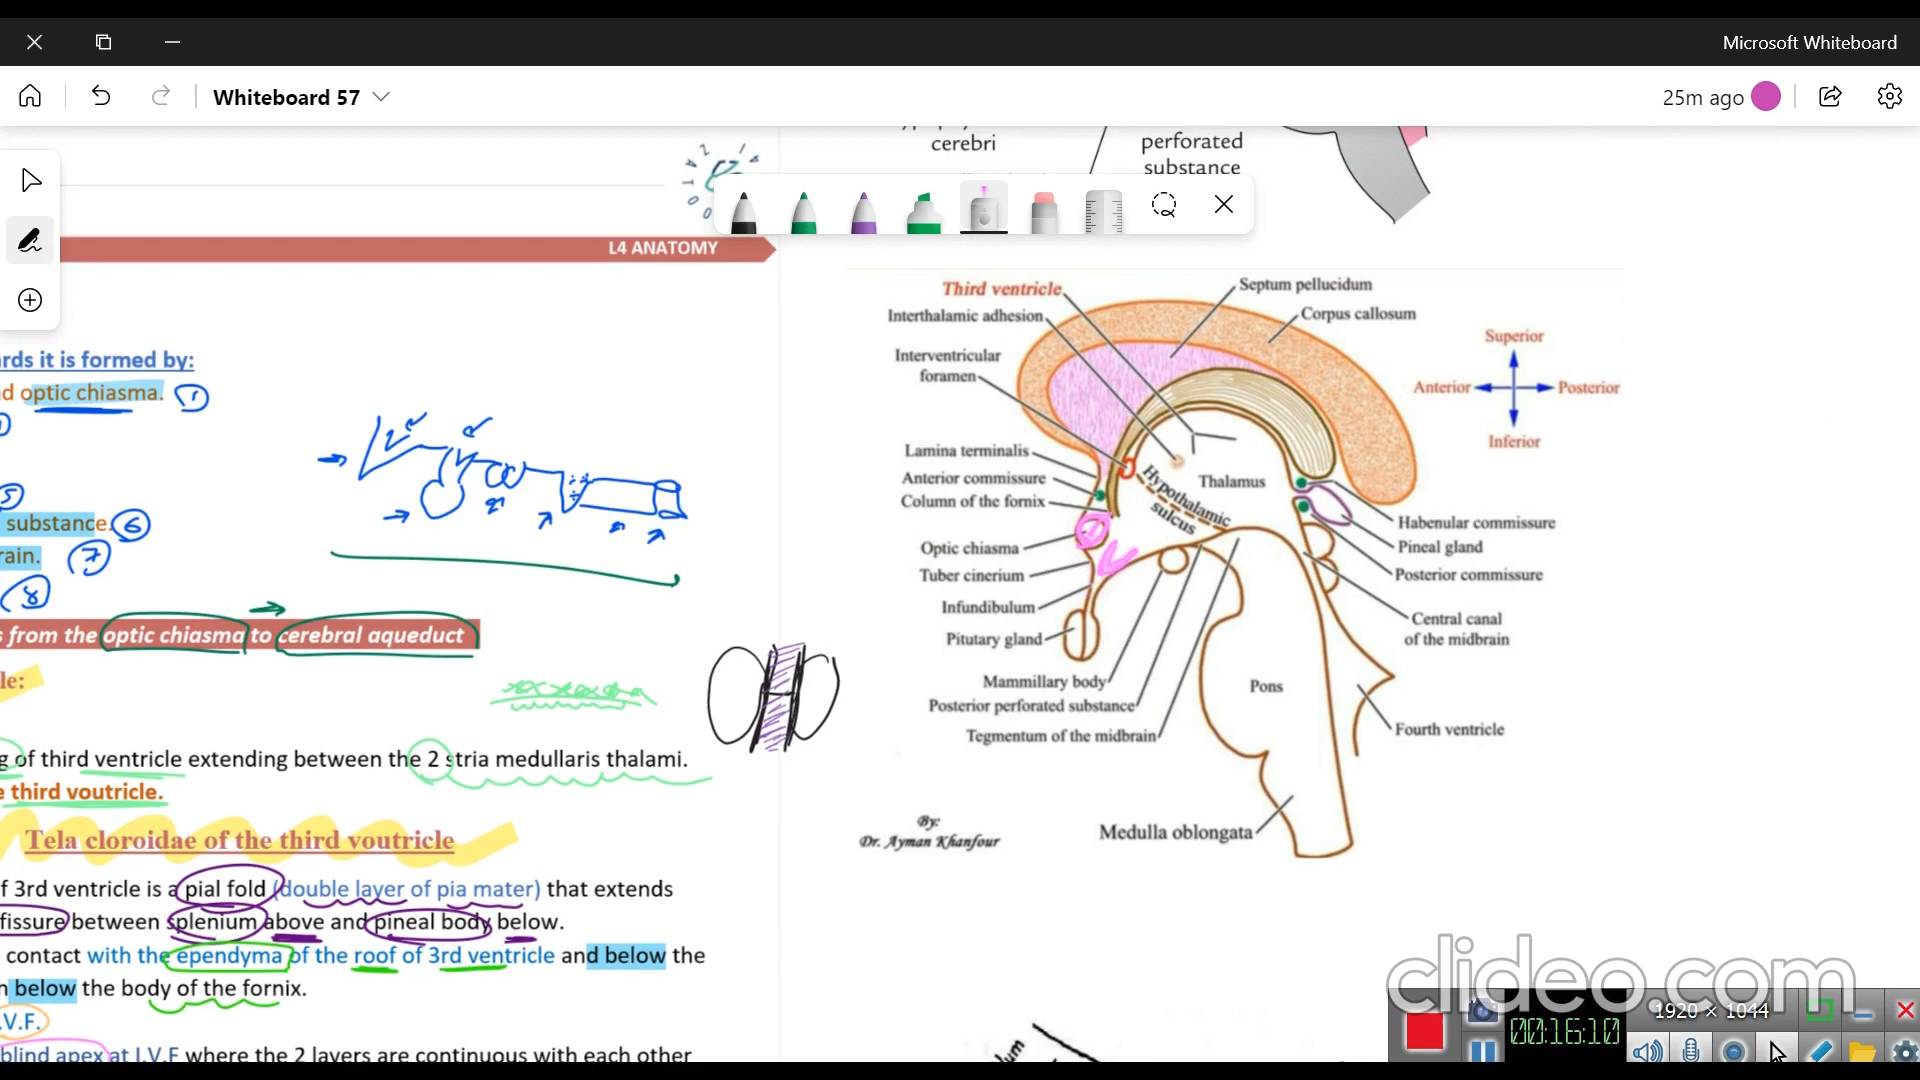 Microsoft Whiteboard
Whiteboard 57
25m ago
cerebri
perforated
substance
L4 ANATOMY
rds it is formed by:
d optic chiasma. 1
5
substance. 6
rain. 7
8
s from the optic chiasma to cerebral aqueduct
le:
g of third ventricle extending between the 2 stria medullaris thalami.
e third voutricle.
Tela cloroidae of the third voutricle
f 3rd ventricle is a pial fold (double layer of pia mater) that extends
fissure between splenium above and pineal body below.
contact with the ependyma of the roof of 3rd ventricle and below the
n below the body of the fornix.
.V.F.
blind apex at I.V.F where the 2 layers are continuous with each other
Third ventricle
Interthalamic adhesion
Interventricular
foramen
Lamina terminalis
Anterior commissure
Column of the fornix
Optic chiasma
Tuber cinerium
Infundibulum
Pitutary gland
Mammillary body
Posterior perforated substance
Tegmentum of the midbrain
Septum pellucidum
Corpus callosum
Thalamus
Hypothalamic
sulcus
Pons
Medulla oblongata
Habenular commissure
Pineal gland
Posterior commissure
Central canal
of the midbrain
Fourth ventricle
Superior
Anterior
Posterior
Inferior
By:
Dr. Ayman Khanfour
lum
clideo.com
1920 × 1044
00:16:10